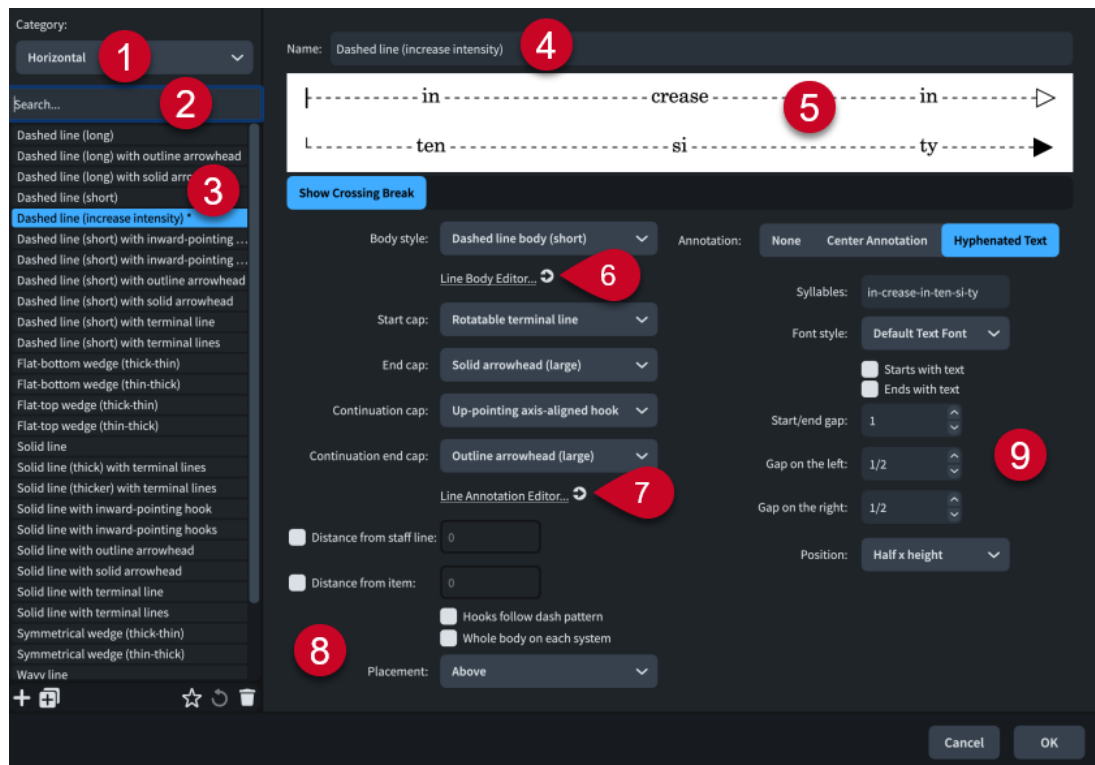 Category:
Horizontal
1
Search...
2
Dashed line (long)
Dashed line (long) with outline arrowhead
Dashed line (long) with solid arr
3
Dashed line (short)
Dashed line (increase intensity) *
Dashed line (short) with inward-pointing ...
Dashed line (short) with inward-pointing ...
Dashed line (short) with outline arrowhead
Dashed line (short) with solid arrowhead
Dashed line (short) with terminal line
Dashed line (short) with terminal lines
Flat-bottom wedge (thick-thin)
Flat-bottom wedge (thin-thick)
Flat-top wedge (thick-thin)
Flat-top wedge (thin-thick)
Solid line
Solid line (thick) with terminal lines
Solid line (thicker) with terminal lines
Solid line with inward-pointing hook
Solid line with inward-pointing hooks
Solid line with outline arrowhead
Solid line with solid arrowhead
Solid line with terminal line
Solid line with terminal lines
Symmetrical wedge (thick-thin)
Symmetrical wedge (thin-thick)
Wavy line
Name: Dashed line (increase intensity)
4
in crease in
5
ten si ty
Show Crossing Break
Body style: Dashed line body (short)
Line Body Editor...
6
Start cap: Rotatable terminal line
End cap: Solid arrowhead (large)
Continuation cap: Up-pointing axis-aligned hook
Continuation end cap: Outline arrowhead (large)
Line Annotation Editor...
7
Distance from staff line: 0
Distance from item: 0
Hooks follow dash pattern
Whole body on each system
8
Placement: Above
Annotation: None Center Annotation Hyphenated Text
Syllables: in-crease-in-ten-si-ty
Font style: Default Text Font
Starts with text
Ends with text
Start/end gap: 1
Gap on the left: 1/2
9
Gap on the right: 1/2
Position: Half x height
Cancel OK